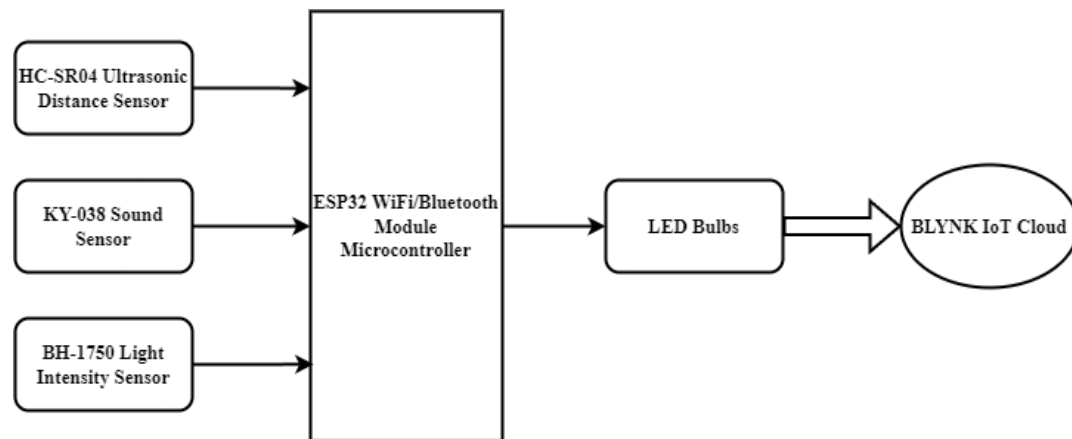 HC-SR04 Ultrasonic
Distance Sensor
KY-038 Sound
Sensor
BH-1750 Light
Intensity Sensor
ESP32 WiFi/Bluetooth
Module
Microcontroller
LED Bulbs
BLYNK IoT Cloud